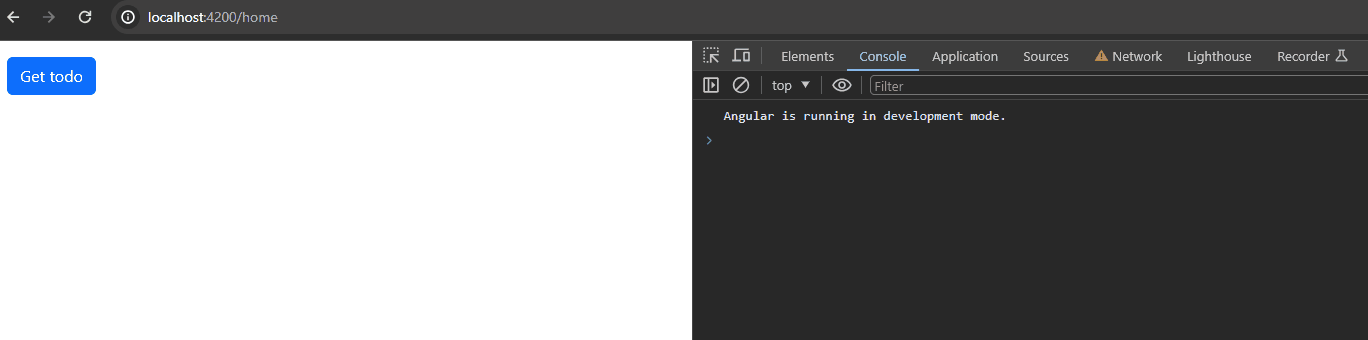 localhost:4200/home
Get todo
Elements Console Application Sources Network Lighthouse Recorder
top Filter
Angular is running in development mode.